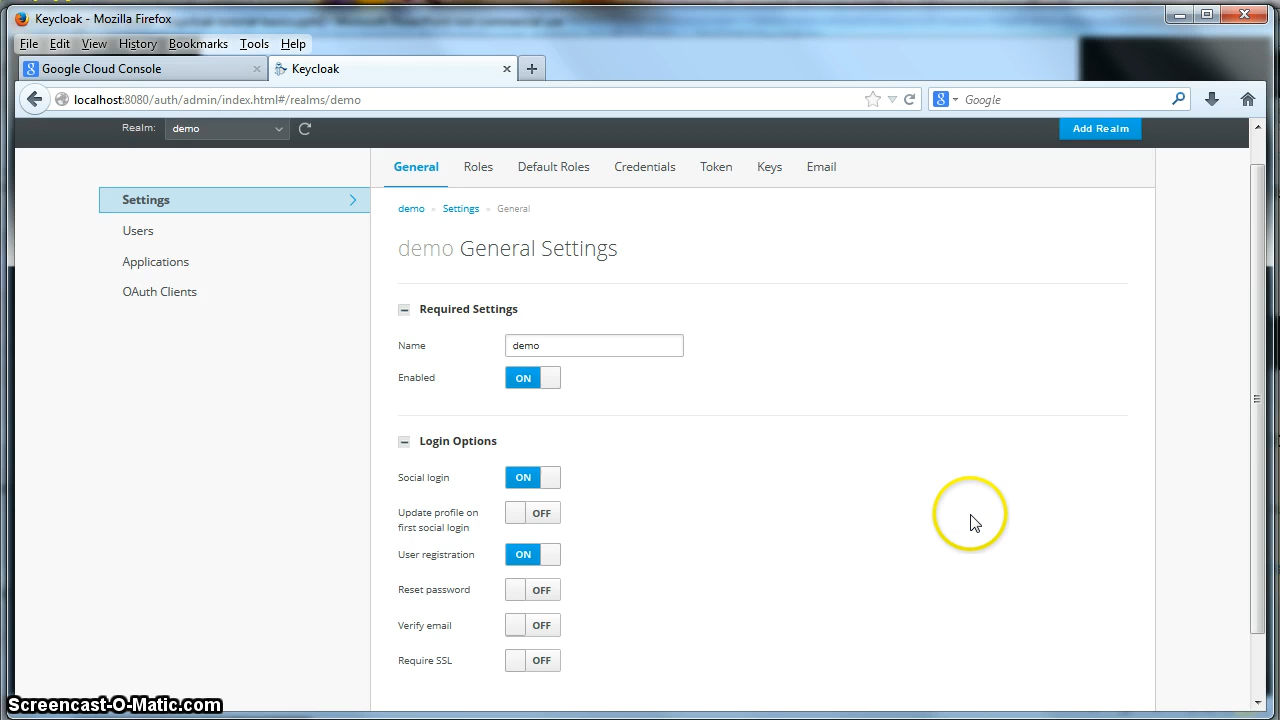 Keycloak - Mozilla Firefox
File Edit View History Bookmarks Tools Help
Google Cloud Console
Keycloak
localhost:8080/auth/admin/index.html#/realms/demo
Google
Realm: demo
Add Realm
General Roles Default Roles Credentials Token Keys Email
Settings
Users
Applications
OAuth Clients
demo » Settings » General
demo General Settings
Required Settings
Name demo
Enabled ON
Login Options
Social login ON
Update profile on
first social login OFF
User registration ON
Reset password OFF
Verify email OFF
Require SSL OFF
Screencast-O-Matic.com